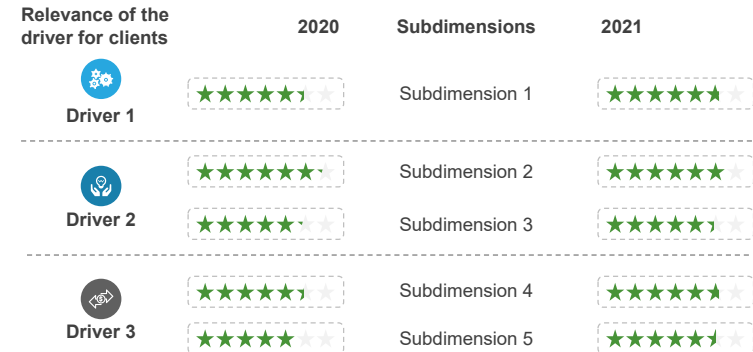 Relevance of the
driver for clients
2020
Subdimensions
2021
Driver 1
Subdimension 1
Driver 2
Subdimension 2
Subdimension 3
Driver 3
Subdimension 4
Subdimension 5